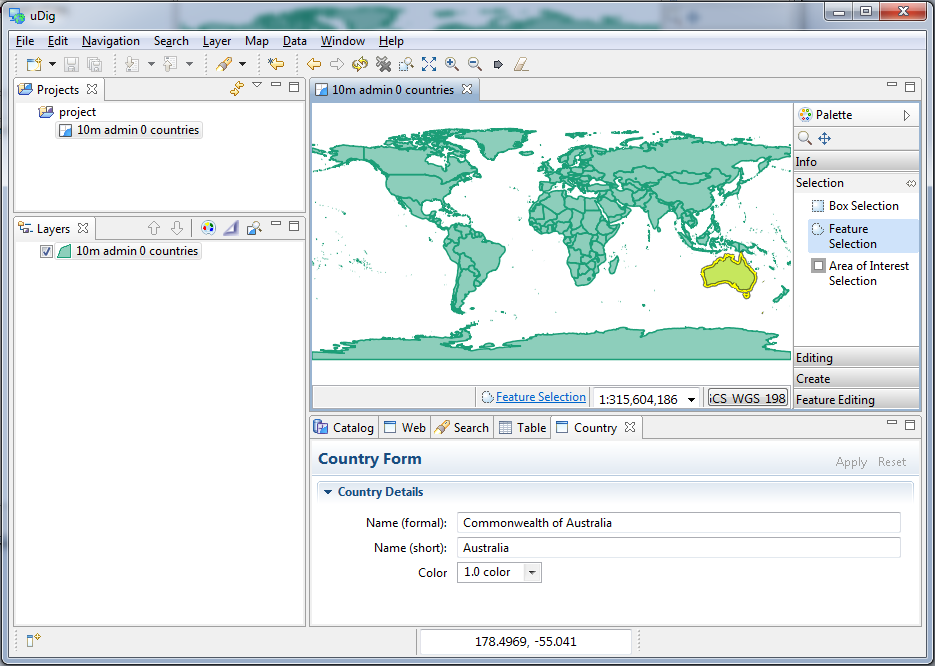 uDig
File Edit Navigation Search Layer Map Data Window Help
Projects
project
10m admin 0 countries
Layers
10m admin 0 countries
10m admin 0 countries
Palette
Info
Selection
Box Selection
Feature
Selection
Area of Interest
Selection
Editing
Create
Feature Editing
Feature Selection
1:315,604,186
iCS_WGS_198
Catalog
Web
Search
Table
Country
Country Form
Apply Reset
Country Details
Name (formal): Commonwealth of Australia
Name (short): Australia
Color 1.0 color
178.4969, -55.041